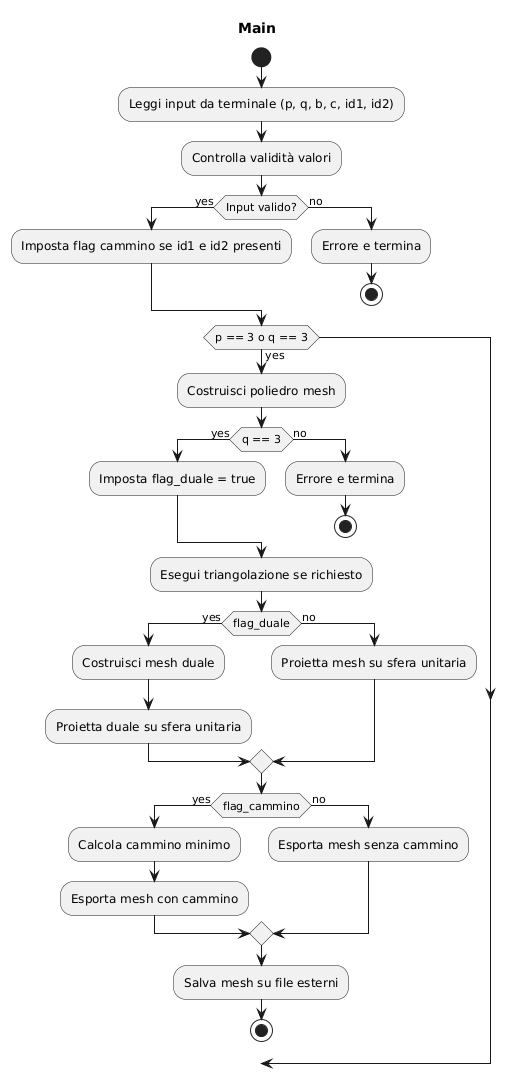 Main
Leggi input da terminale (p, q, b, c, id1, id2)
Controlla validità valori
yes
Input valido?
no
Imposta flag cammino se id1 e id2 presenti
Errore e termina
p == 3 o q == 3
yes
Costruisci poliedro mesh
yes
q == 3
no
Imposta flag_duale = true
Errore e termina
Esegui triangolazione se richiesto
yes
flag_duale
no
Costruisci mesh duale
Proietta mesh su sfera unitaria
Proietta duale su sfera unitaria
yes
flag_cammino
no
Calcola cammino minimo
Esporta mesh senza cammino
Esporta mesh con cammino
Salva mesh su file esterni